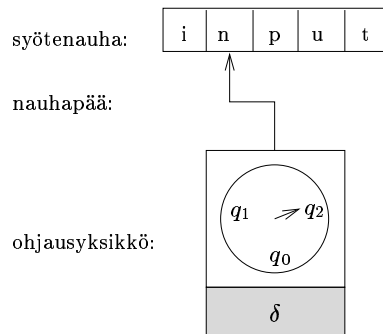 syötenauha: i n p u t
nauhapää:
q1 q2
ohjausyksikkö:
q0
δ